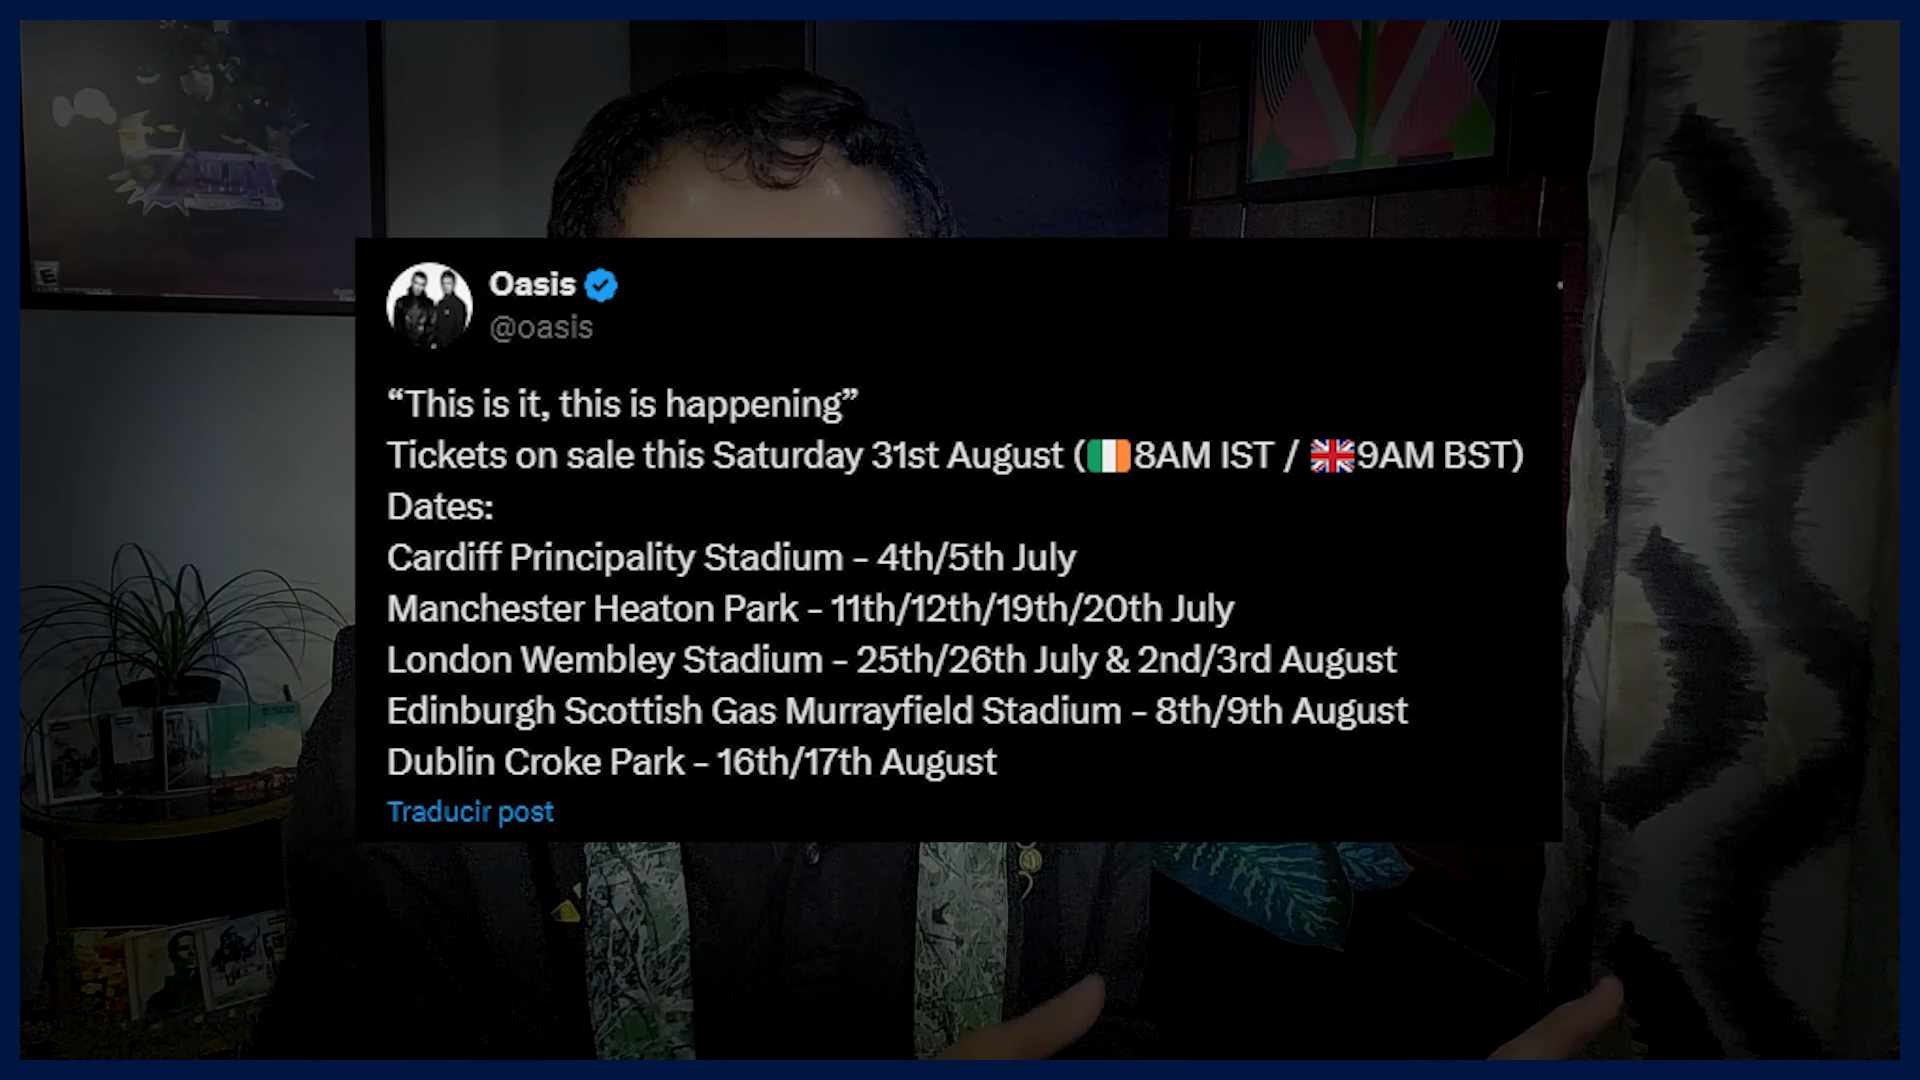 Oasis
@oasis
“This is it, this is happening”
Tickets on sale this Saturday 31st August (🇮🇪8AM IST / 🇬🇧9AM BST)
Dates:
Cardiff Principality Stadium – 4th/5th July
Manchester Heaton Park – 11th/12th/19th/20th July
London Wembley Stadium – 25th/26th July & 2nd/3rd August
Edinburgh Scottish Gas Murrayfield Stadium – 8th/9th August
Dublin Croke Park – 16th/17th August
Traducir post